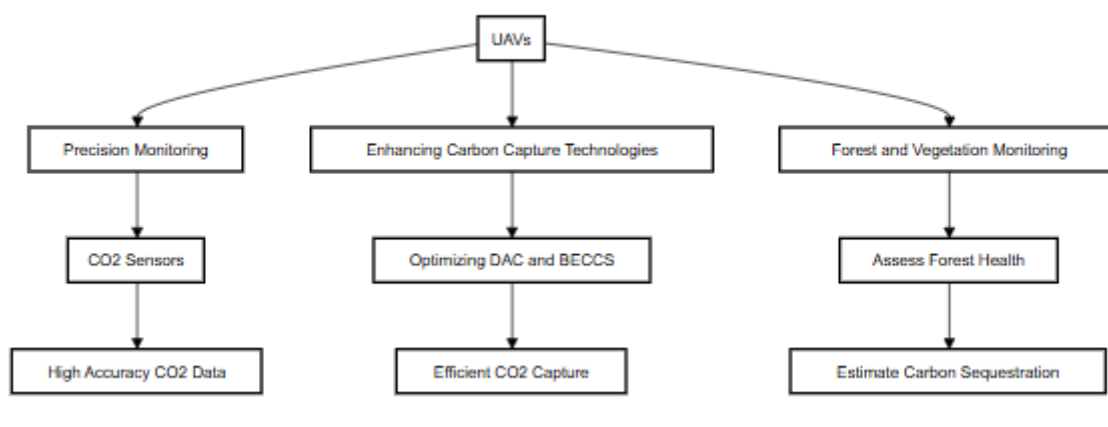 UAVs
Precision Monitoring
Enhancing Carbon Capture Technologies
Forest and Vegetation Monitoring
CO2 Sensors
Optimizing DAC and BECCS
Assess Forest Health
High Accuracy CO2 Data
Efficient CO2 Capture
Estimate Carbon Sequestration